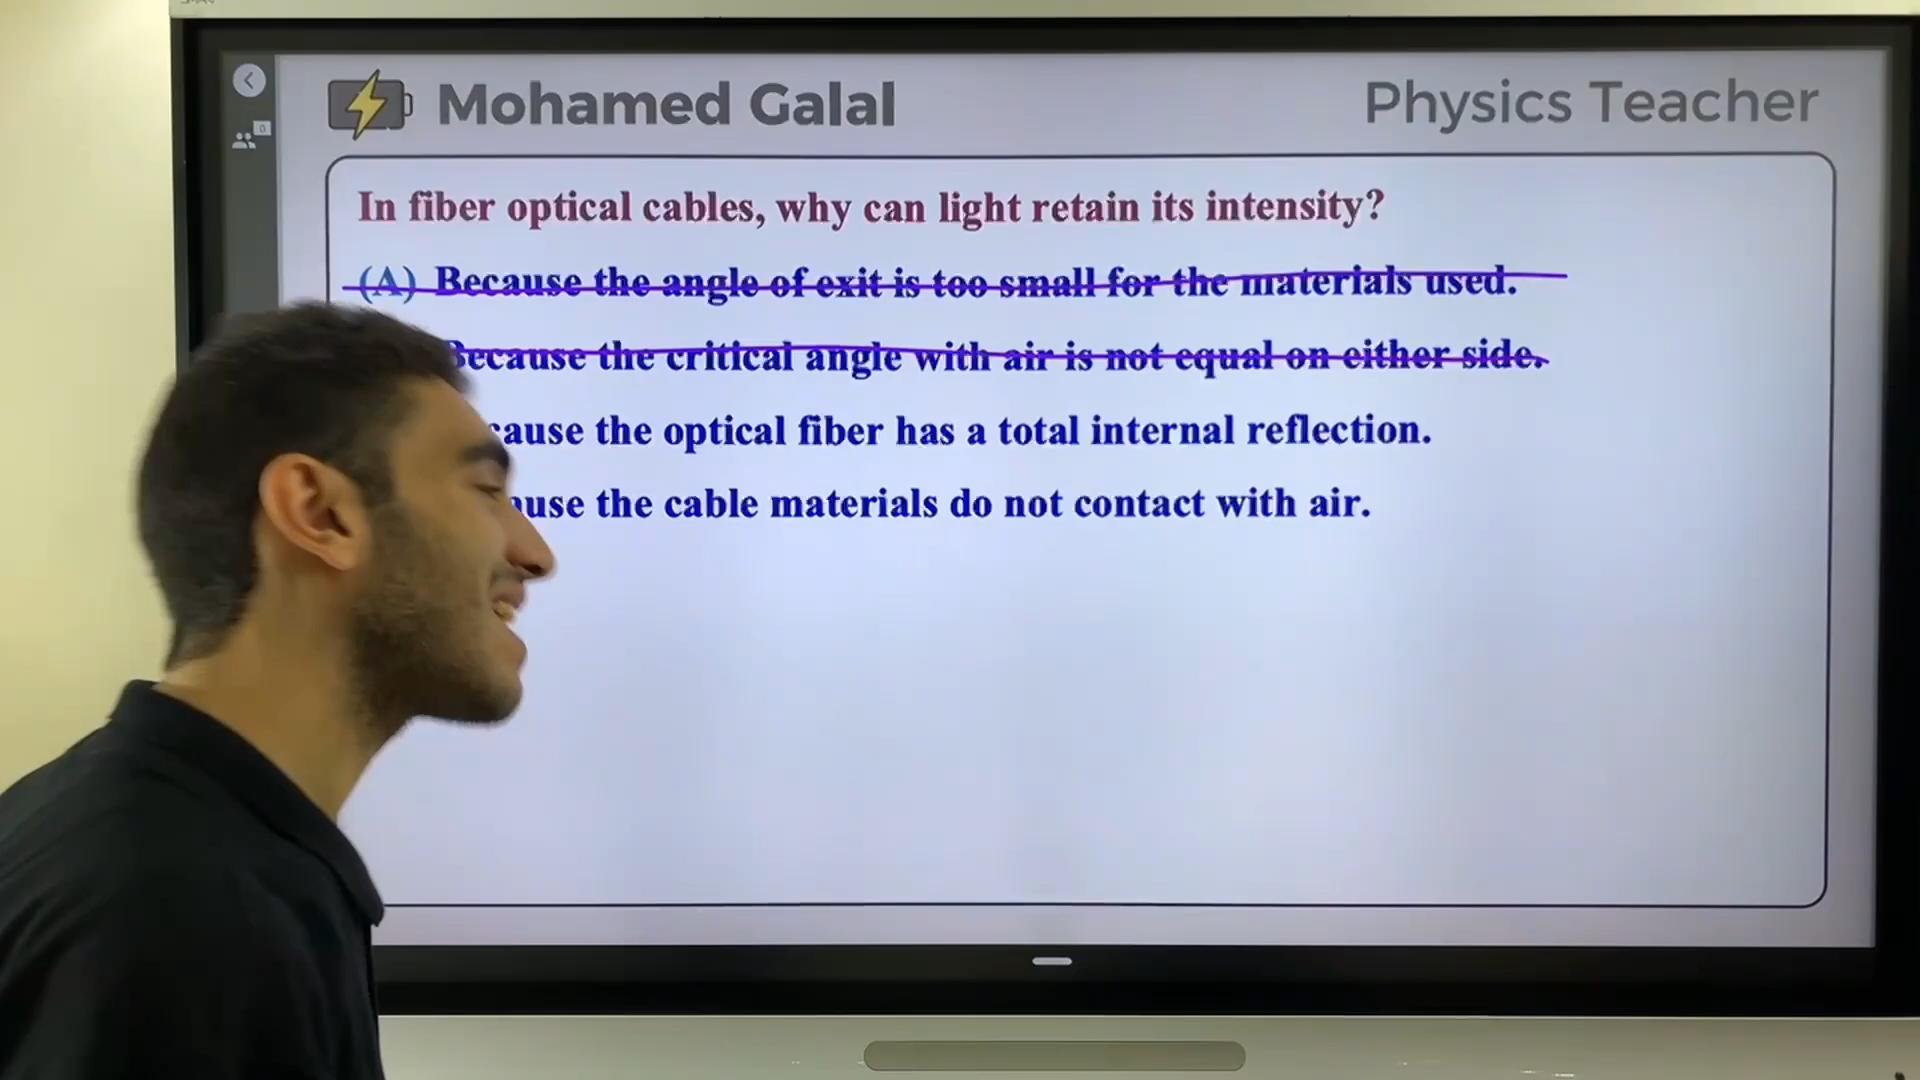 Mohamed Galal
Physics Teacher
0
In fiber optical cables, why can light retain its intensity?
(A) Because the angle of exit is too small for the materials used.
Because the critical angle with air is not equal on either side.
cause the optical fiber has a total internal reflection.
use the cable materials do not contact with air.